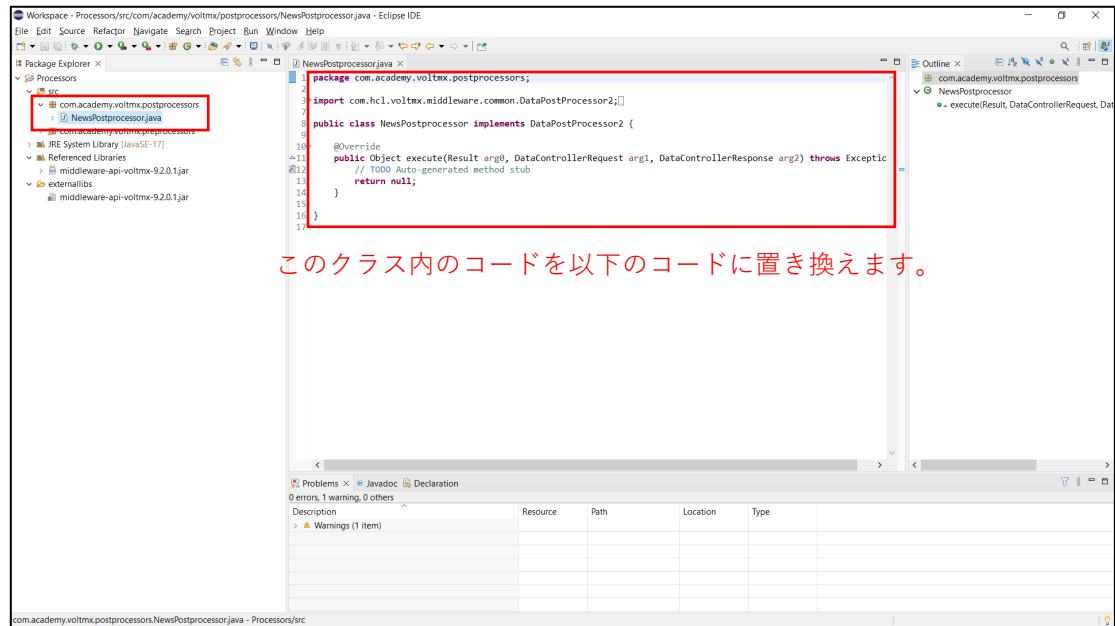 Workspace - Processors/src/com/academy/voltmx/postprocessors/NewsPostprocessor.java - Eclipse IDE
File Edit Source Refactor Navigate Search Project Run Window Help
Package Explorer
Processors
src
com.academy.voltmx.postprocessors
NewsPostprocessor.java
com.academy.voltmx.preprocessors
JRE System Library [JavaSE-17]
Referenced Libraries
middleware-api-voltmx-9.2.0.1.jar
externallibs
middleware-api-voltmx-9.2.0.1.jar
NewsPostprocessor.java
1 package com.academy.voltmx.postprocessors;
2
3 import com.hcl.voltmx.middleware.common.DataPostProcessor2;
7
8 public class NewsPostprocessor implements DataPostProcessor2 {
9
10 @Override
11 public Object execute(Result arg0, DataControllerRequest arg1, DataControllerResponse arg2) throws Exceptio
12 // TODO Auto-generated method stub
13 return null;
14 }
15
16 }
17
このクラス内のコードを以下のコードに置き換えます。
Outline
com.academy.voltmx.postprocessors
NewsPostprocessor
execute(Result, DataControllerRequest, Dat
Problems Javadoc Declaration
0 errors, 1 warning, 0 others
Description Resource Path Location Type
Warnings (1 item)
com.academy.voltmx.postprocessors.NewsPostprocessor.java - Processors/src